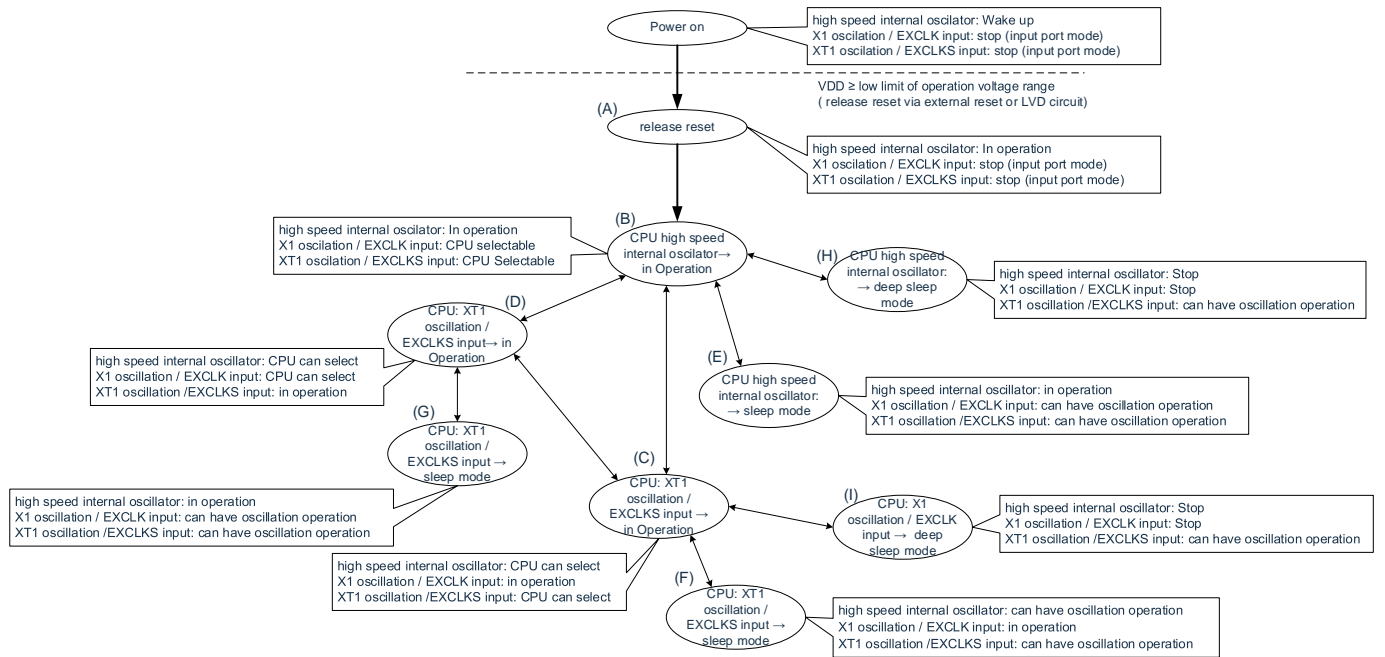 Power on
high speed internal oscilator: Wake up
X1 oscilation / EXCLK input: stop (input port mode)
XT1 oscilation / EXCLKS input: stop (input port mode)
VDD ≥ low limit of operation voltage range
( release reset via external reset or LVD circuit)
(A)
release reset
high speed internal oscilator: In operation
X1 oscilation / EXCLK input: stop (input port mode)
XT1 oscilation / EXCLKS input: stop (input port mode)
(B)
CPU high speed
internal oscilator→
in Operation
high speed internal oscilator: In operation
X1 oscilation / EXCLK input: CPU selectable
XT1 oscilation / EXCLKS input: CPU Selectable
(H)
CPU high speed
internal oscillator:
→ deep sleep
mode
high speed internal oscillator: Stop
X1 oscillation / EXCLK input: Stop
XT1 oscillation /EXCLKS input: can have oscillation operation
(D)
CPU: XT1
oscillation /
EXCLKS input→ in
Operation
high speed internal oscillator: CPU can select
X1 oscillation / EXCLK input: CPU can select
XT1 oscillation /EXCLKS input: in operation
(E)
CPU high speed
internal oscillator:
→ sleep mode
high speed internal oscillator: in operation
X1 oscillation / EXCLK input: can have oscillation operation
XT1 oscillation /EXCLKS input: can have oscillation operation
(G)
CPU: XT1
oscillation /
EXCLKS input →
sleep mode
high speed internal oscillator: in operation
X1 oscillation / EXCLK input: can have oscillation operation
XT1 oscillation /EXCLKS input: can have oscillation operation
(C)
CPU: XT1
oscillation /
EXCLKS input →
in Operation
high speed internal oscillator: CPU can select
X1 oscillation / EXCLK input: in operation
XT1 oscillation /EXCLKS input: CPU can select
(I)
CPU: X1
oscillation / EXCLK
input → deep
sleep mode
high speed internal oscillator: Stop
X1 oscillation / EXCLK input: Stop
XT1 oscillation /EXCLKS input: can have oscillation operation
(F)
CPU: XT1
oscillation /
EXCLKS input →
sleep mode
high speed internal oscillator: can have oscillation operation
X1 oscillation / EXCLK input: in operation
XT1 oscillation /EXCLKS input: can have oscillation operation